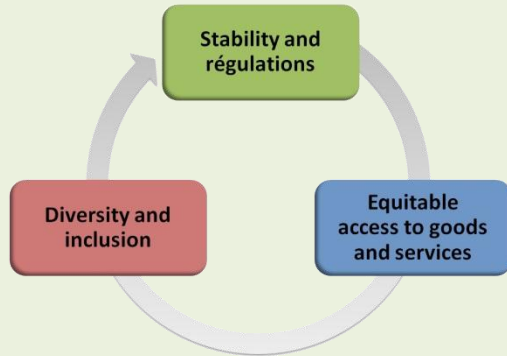 Stability and
régulations
Equitable
access to goods
and services
Diversity and
inclusion